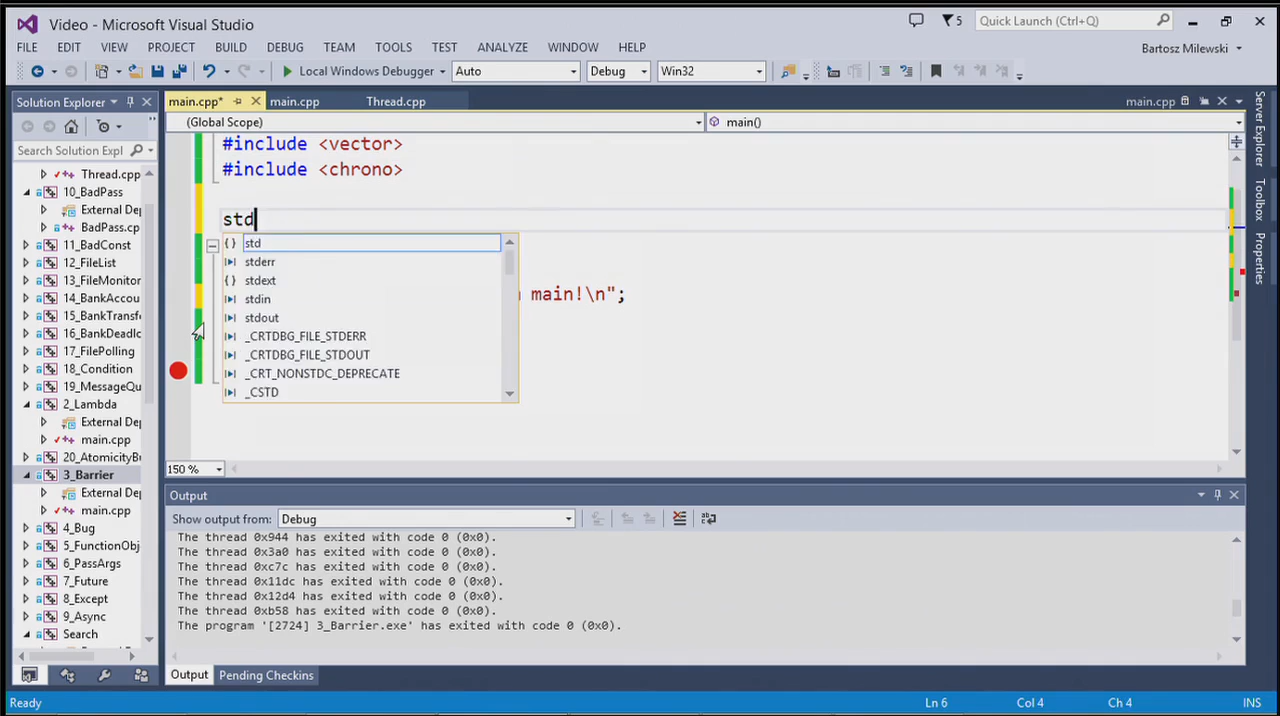 Video - Microsoft Visual Studio
5
Quick Launch (Ctrl+Q)
FILE EDIT VIEW PROJECT BUILD DEBUG TEAM TOOLS TEST ANALYZE WINDOW HELP
Bartosz Milewski
Local Windows Debugger
Auto
Debug
Win32
Solution Explorer
main.cpp*
main.cpp
Thread.cpp
main.cpp
(Global Scope)
main()
Search Solution Expl
Thread.cpp
10_BadPass
External Dep
BadPass.cp
11_BadConst
12_FileList
13_FileMonitor
14_BankAccou
15_BankTransf
16_BankDeadlc
17_FilePolling
18_Condition
19_MessageQu
2_Lambda
External Dep
main.cpp
20_AtomicityBu
3_Barrier
External Dep
main.cpp
4_Bug
5_FunctionObj
6_PassArgs
7_Future
8_Except
9_Async
Search
#include <vector>
#include <chrono>
std
std
stderr
stdext
stdin
stdout
_CRTDBG_FILE_STDERR
_CRTDBG_FILE_STDOUT
_CRT_NONSTDC_DEPRECATE
_CSTD
main!\n";
150 %
Server Explorer
Toolbox
Properties
Output
Show output from: Debug
The thread 0x944 has exited with code 0 (0x0).
The thread 0x3a0 has exited with code 0 (0x0).
The thread 0xc7c has exited with code 0 (0x0).
The thread 0x11dc has exited with code 0 (0x0).
The thread 0x12d4 has exited with code 0 (0x0).
The thread 0xb58 has exited with code 0 (0x0).
The program '[2724] 3_Barrier.exe' has exited with code 0 (0x0).
Output
Pending Checkins
Ready
Ln 6
Col 4
Ch 4
INS